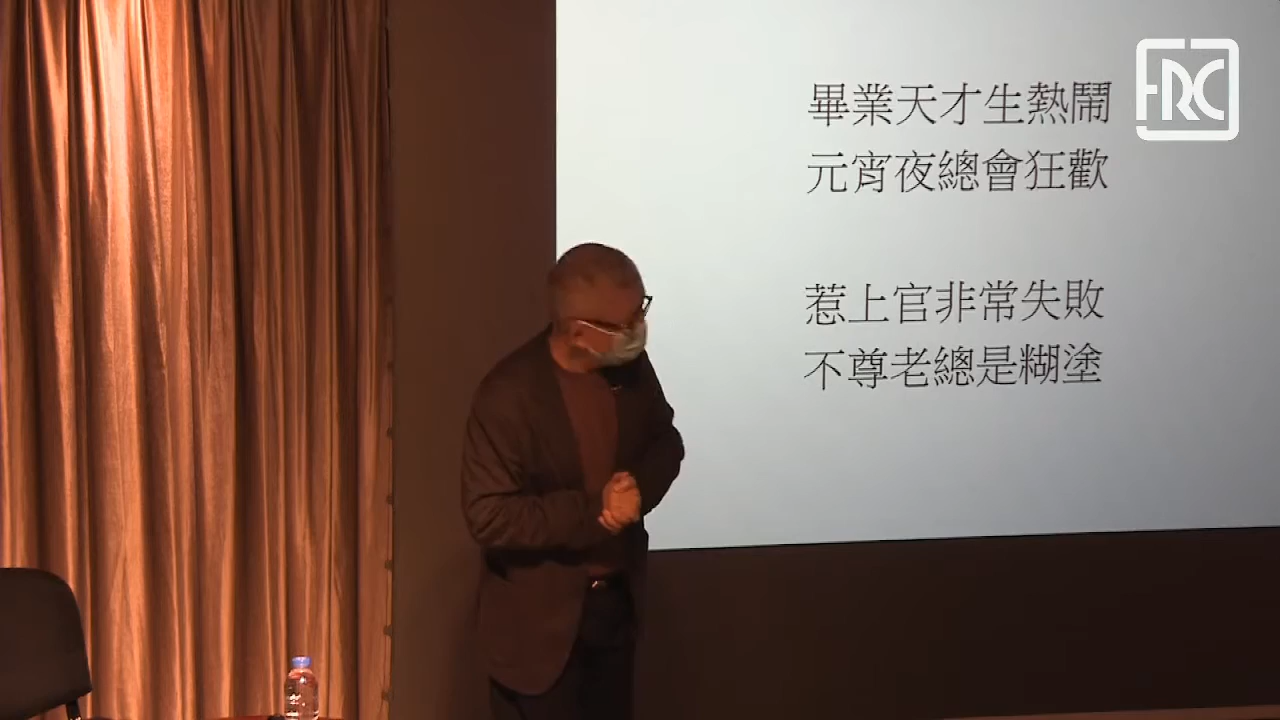 畢業天才生熱鬧
元宵夜總會狂歡
惹上官非常失敗
不尊老總是糊塗
FRC